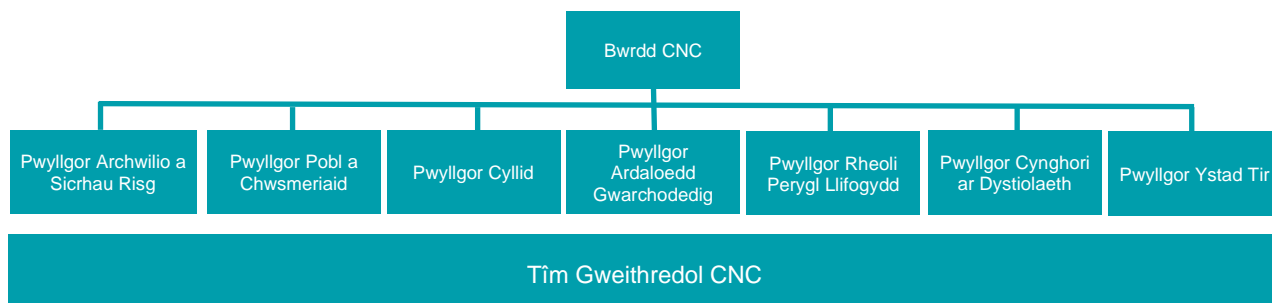 Bwrdd CNC
Pwyllgor Archwilio a
Sicrhau Risg
Pwyllgor Pobl a
Chwsmeriaid
Pwyllgor Cyllid
Pwyllgor
Ardaloedd
Gwarchodedig
Pwyllgor Rheoli
Perygl Llifogydd
Pwyllgor Cynghori
ar Dystiolaeth
Pwyllgor Ystad Tir
Tîm Gweithredol CNC